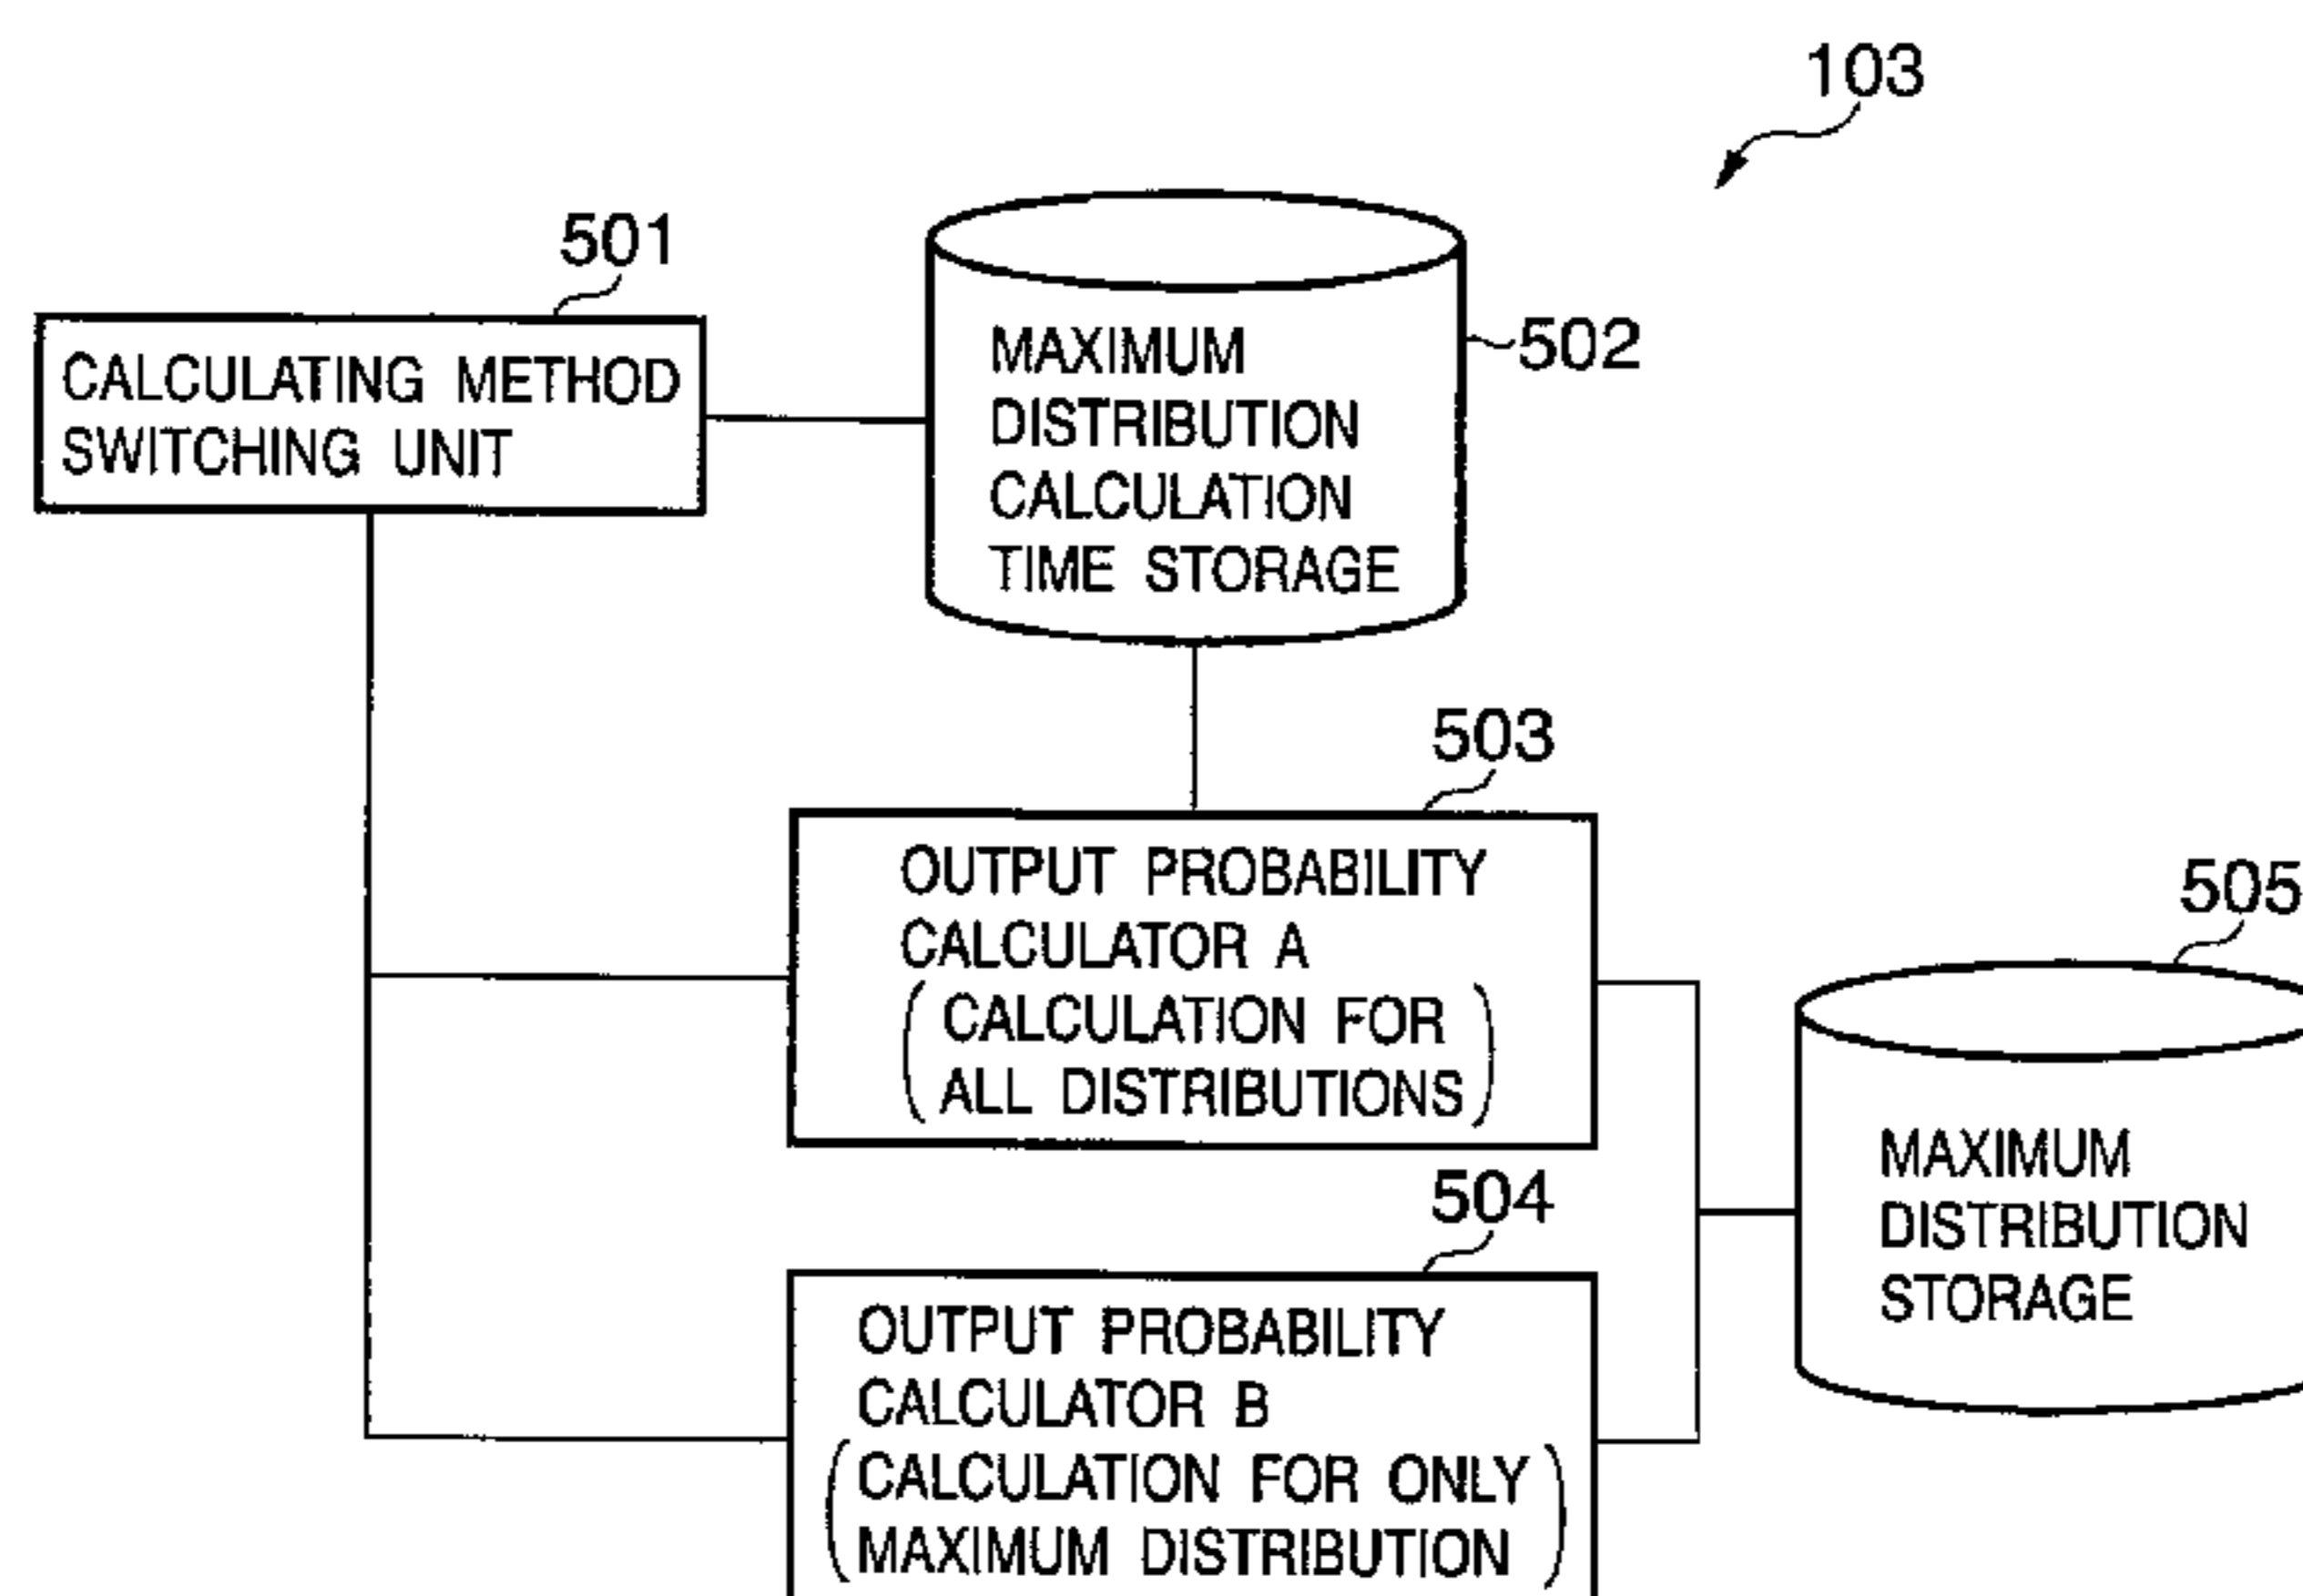 103
501
CALCULATING METHOD
SWITCHING UNIT
502
MAXIMUM
DISTRIBUTION
CALCULATION
TIME STORAGE
503
OUTPUT PROBABILITY
CALCULATOR A
( CALCULATION FOR
ALL DISTRIBUTIONS )
505
MAXIMUM
DISTRIBUTION
STORAGE
504
OUTPUT PROBABILITY
CALCULATOR B
( CALCULATION FOR ONLY
MAXIMUM DISTRIBUTION )